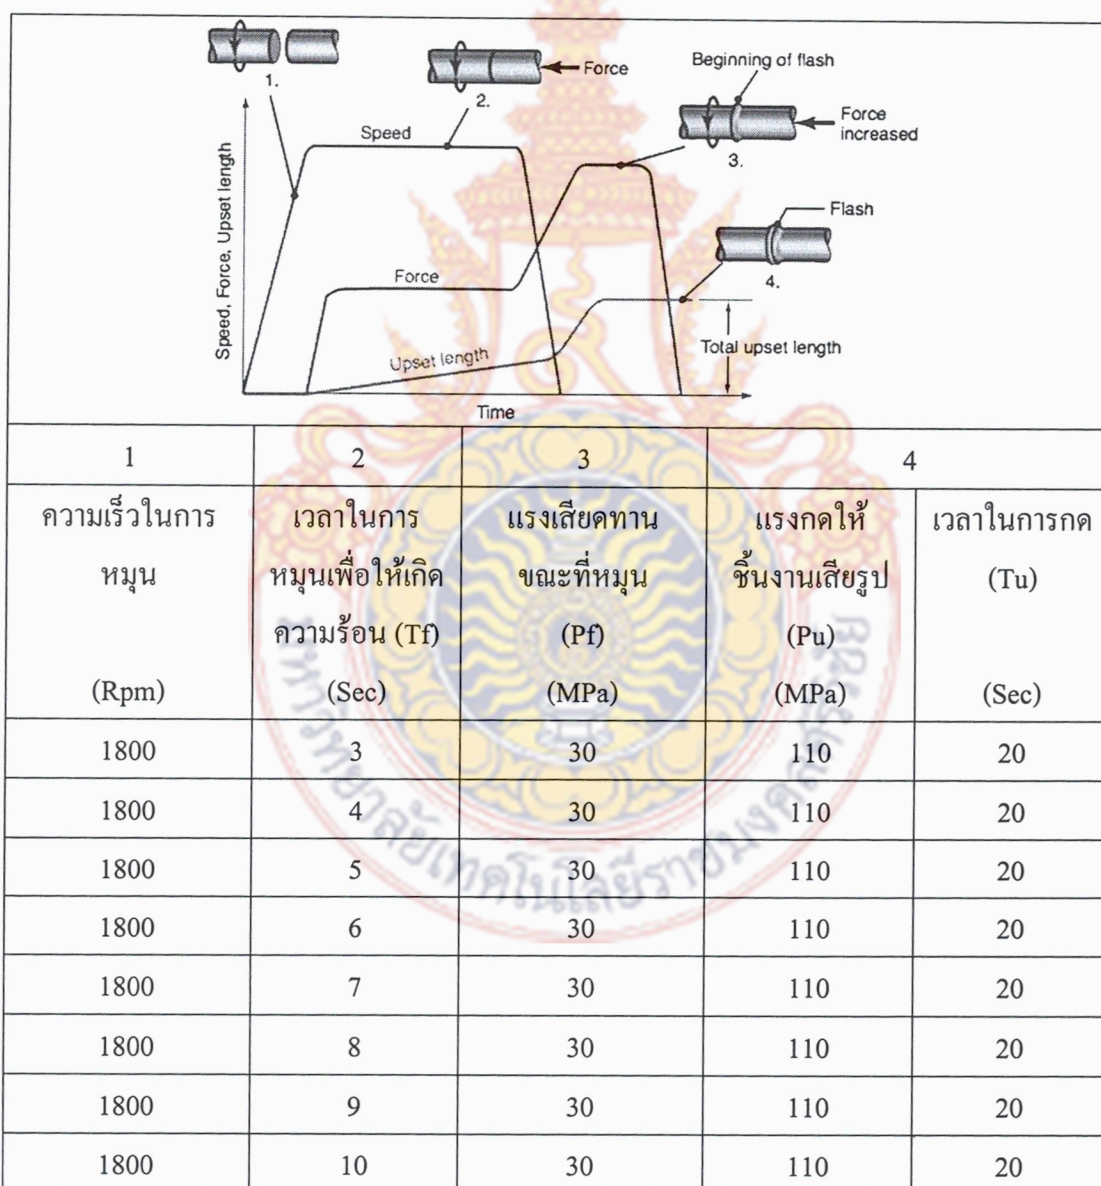 1.
2.
Force
Beginning of flash
Force
increased
3.
Speed
Flash
4.
Force
Upset length
Total upset length
Speed, Force, Upset length
Time
1 2 3 4
ความเร็วในการ
หมุน
(Rpm)
เวลาในการ
หมุนเพื่อให้เกิด
ความร้อน (Tf)
(Sec)
แรงเสียดทาน
ขณะที่หมุน
(Pf)
(MPa)
แรงกดให้
ชิ้นงานเสียรูป
(Pu)
(MPa)
เวลาในการกด
(Tu)
(Sec)
1800 3 30 110 20
1800 4 30 110 20
1800 5 30 110 20
1800 6 30 110 20
1800 7 30 110 20
1800 8 30 110 20
1800 9 30 110 20
1800 10 30 110 20